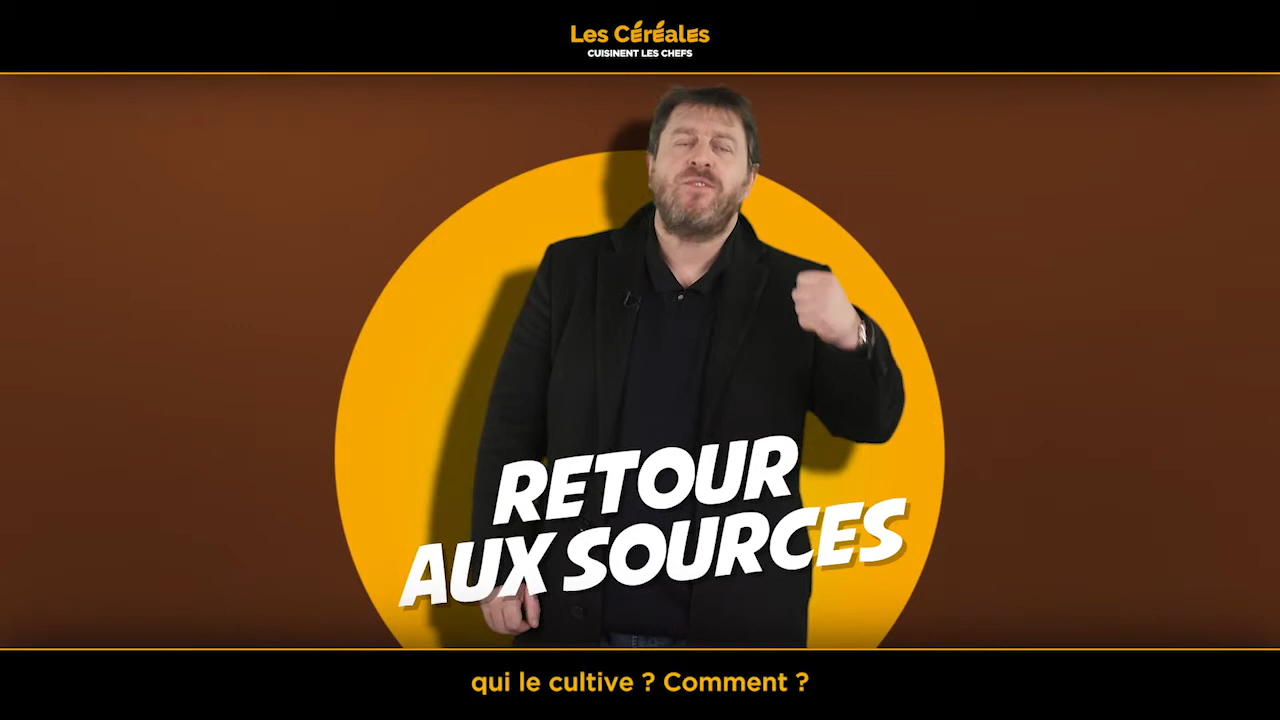 Les Céréales
CUISINENT LES CHEFS
RETOUR
AUX SOURCES
qui le cultive ? Comment ?